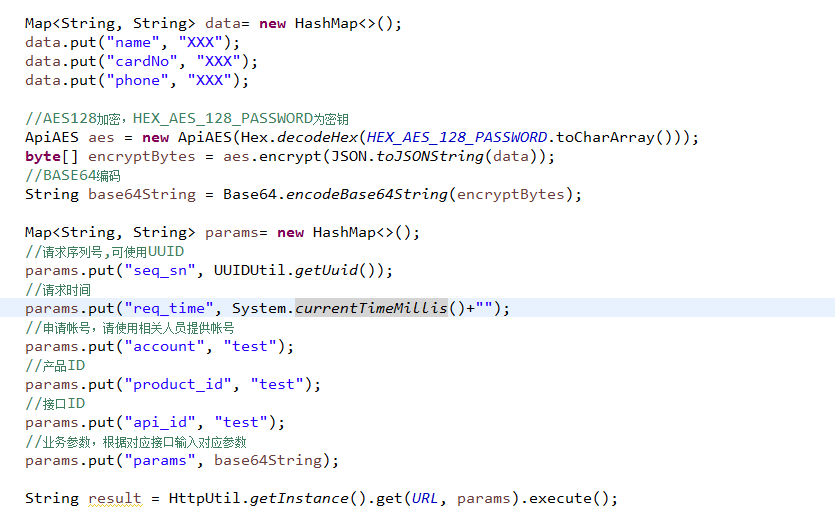 Map<String, String> data= new HashMap<>();
data.put("name", "XXX");
data.put("cardNo", "XXX");
data.put("phone", "XXX");
//AES128加密，HEX_AES_128_PASSWORD为密钥
ApiAES aes = new ApiAES(Hex.decodeHex(HEX_AES_128_PASSWORD.toCharArray()));
byte[] encryptBytes = aes.encrypt(JSON.toJSONString(data));
//BASE64编码
String base64String = Base64.encodeBase64String(encryptBytes);
Map<String, String> params= new HashMap<>();
//请求序列号,可使用UUID
params.put("seq_sn", UUIDUtil.getUuid());
//请求时间
params.put("req_time", System.currentTimeMillis()+"");
//申请帐号，请使用相关人员提供帐号
params.put("account", "test");
//产品ID
params.put("product_id", "test");
//接口ID
params.put("api_id", "test");
//业务参数，根据对应接口输入对应参数
params.put("params", base64String);
String result = HttpUtil.getInstance().get(URL, params).execute();